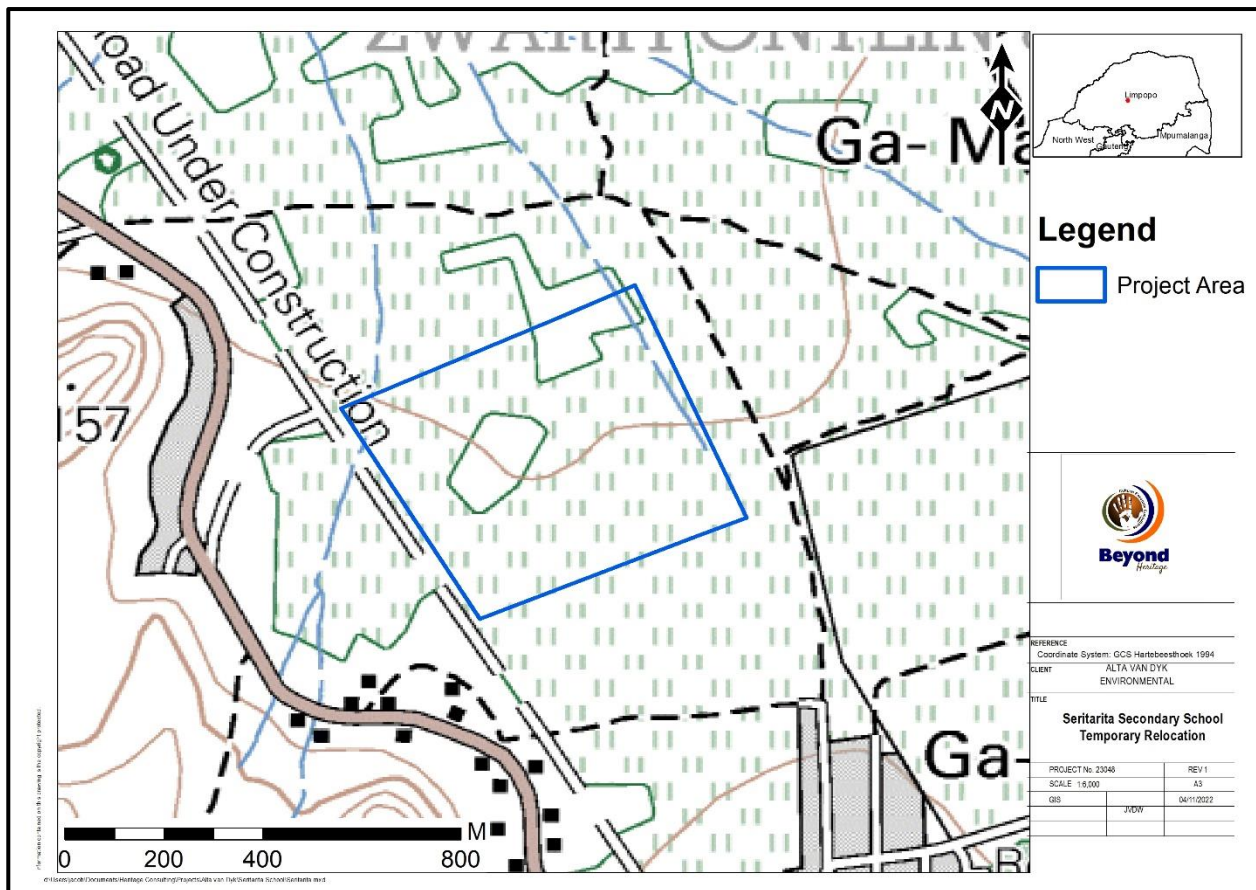 Road Under Construction
Ga- Ma
157
Ga-
N
M
0 200 400 800
Limpopo
North West
Gauteng
Mpumalanga
Legend
Project Area
Beyond
Heritage
REFERENCE
Coordinate System: GCS Hartebeesthoek 1994
CLIENT
ALTA VAN DYK
ENVIRONMENTAL
TITLE
Seritarita Secondary School
Temporary Relocation
PROJECT No. 23048
REV 1
SCALE 1:6,000
A3
GIS
04/11/2022
JVDW